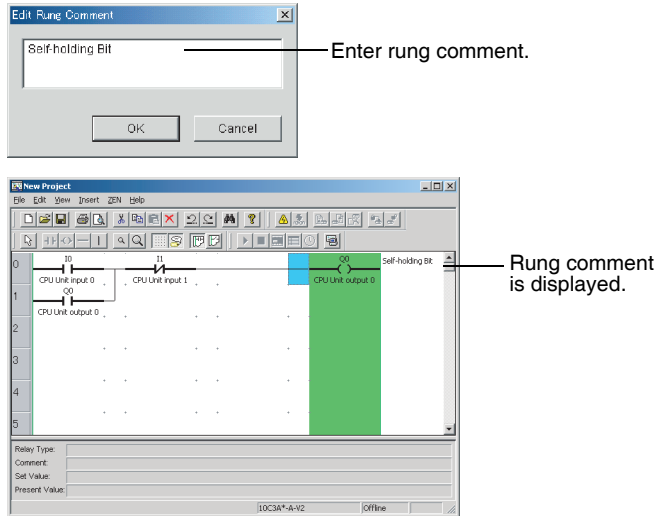 Edit Rung Comment
Self-holding Bit
Enter rung comment.
OK Cancel
New Project
File Edit View Insert ZEN Help
0 I0 I1 Q0 Self-holding Bit
CPU Unit input 0 CPU Unit input 1 CPU Unit output 0
Rung comment
is displayed.
1 Q0
CPU Unit output 0
2
3
4
5
Relay Type:
Comment:
Set Value:
Present Value:
10C3A*-A-V2 Offline